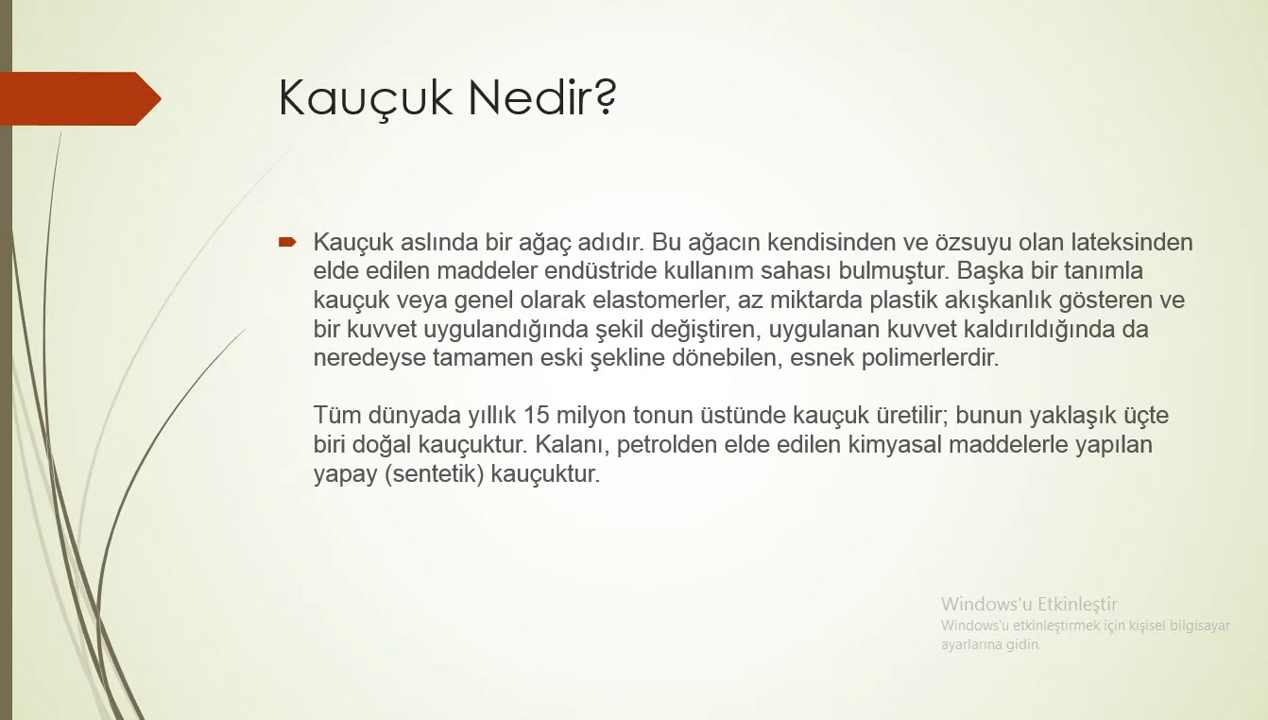 Kauçuk Nedir?
Kauçuk aslında bir ağaç adıdır. Bu ağacın kendisinden ve özsuyu olan lateksinden
elde edilen maddeler endüstride kullanım sahası bulmuştur. Başka bir tanımla
kauçuk veya genel olarak elastomerler, az miktarda plastik akışkanlık gösteren ve
bir kuvvet uygulandığında şekil değiştiren, uygulanan kuvvet kaldırıldığında da
neredeyse tamamen eski şekline dönebilen, esnek polimerlerdir.
Tüm dünyada yıllık 15 milyon tonun üstünde kauçuk üretilir; bunun yaklaşık üçte
biri doğal kauçuktur. Kalanı, petrolden elde edilen kimyasal maddelerle yapılan
yapay (sentetik) kauçuktur.
Windows'u Etkinleştir
Windows'u etkinleştirmek için kişisel bilgisayar
ayarlarına gidin.